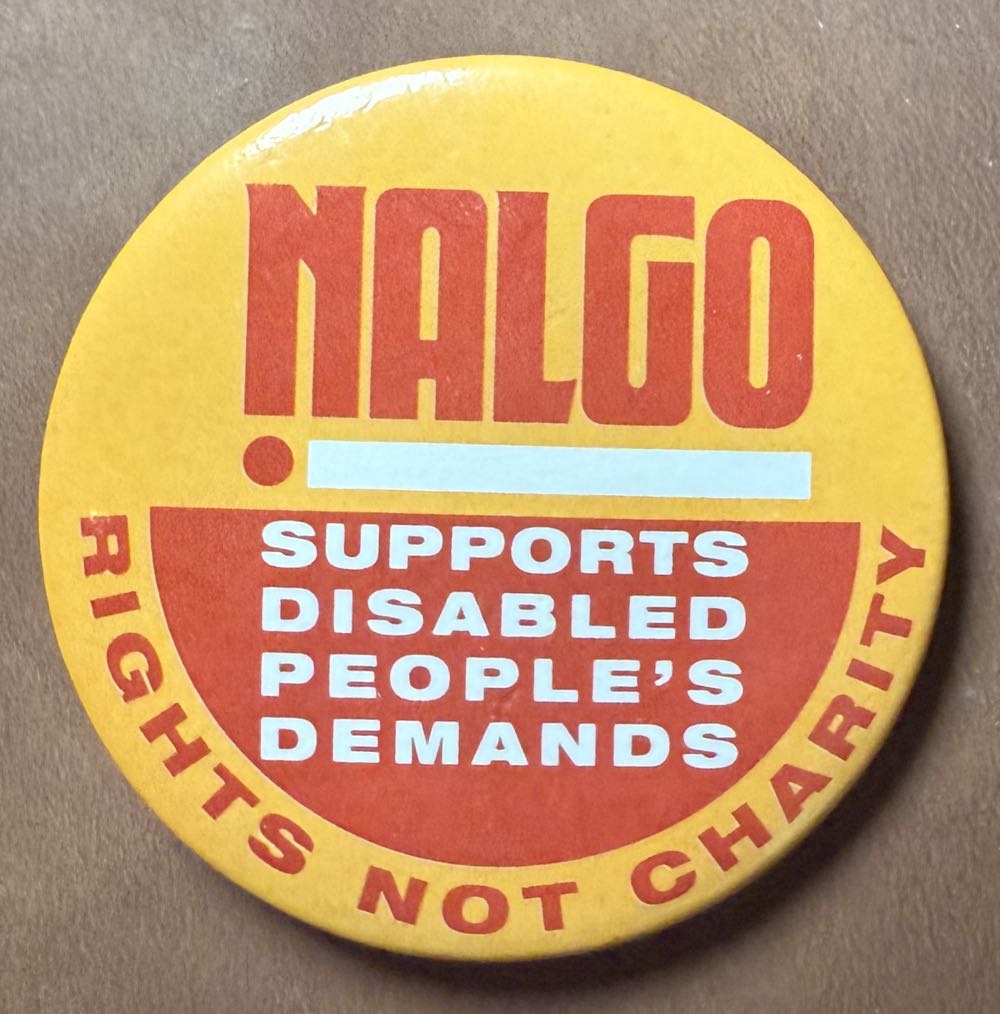 NALGO
SUPPORTS
DISABLED
PEOPLE'S
DEMANDS
RIGHTS NOT CHARITY